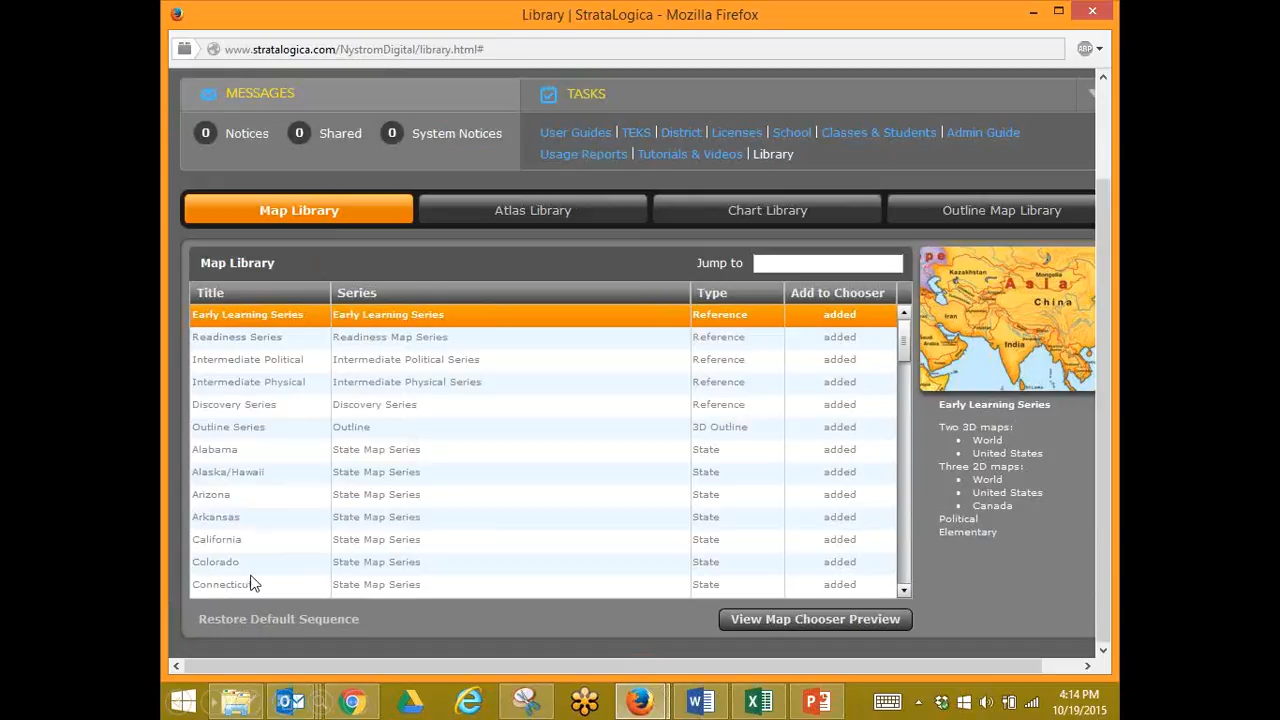 Library | StrataLogica - Mozilla Firefox
www.stratalogica.com/NystromDigital/library.html#
ABP
MESSAGES
0 Notices 0 Shared 0 System Notices
TASKS
User Guides | TEKS | District | Licenses | School | Classes & Students | Admin Guide
Usage Reports | Tutorials & Videos | Library
Map Library Atlas Library Chart Library Outline Map Library
Map Library Jump to
Title Series Type Add to Chooser
Early Learning Series Early Learning Series Reference added
Readiness Series Readiness Map Series Reference added
Intermediate Political Intermediate Political Series Reference added
Intermediate Physical Intermediate Physical Series Reference added
Discovery Series Discovery Series Reference added
Outline Series Outline 3D Outline added
Alabama State Map Series State added
Alaska/Hawaii State Map Series State added
Arizona State Map Series State added
Arkansas State Map Series State added
California State Map Series State added
Colorado State Map Series State added
Connecticut State Map Series State added
Restore Default Sequence View Map Chooser Preview
Kazakhstan
Mongolia
Asia
China
Iran
Pakistan
India
Early Learning Series
Two 3D maps:
• World
• United States
Three 2D maps:
• World
• United States
• Canada
Political
Elementary
4:14 PM
10/19/2015